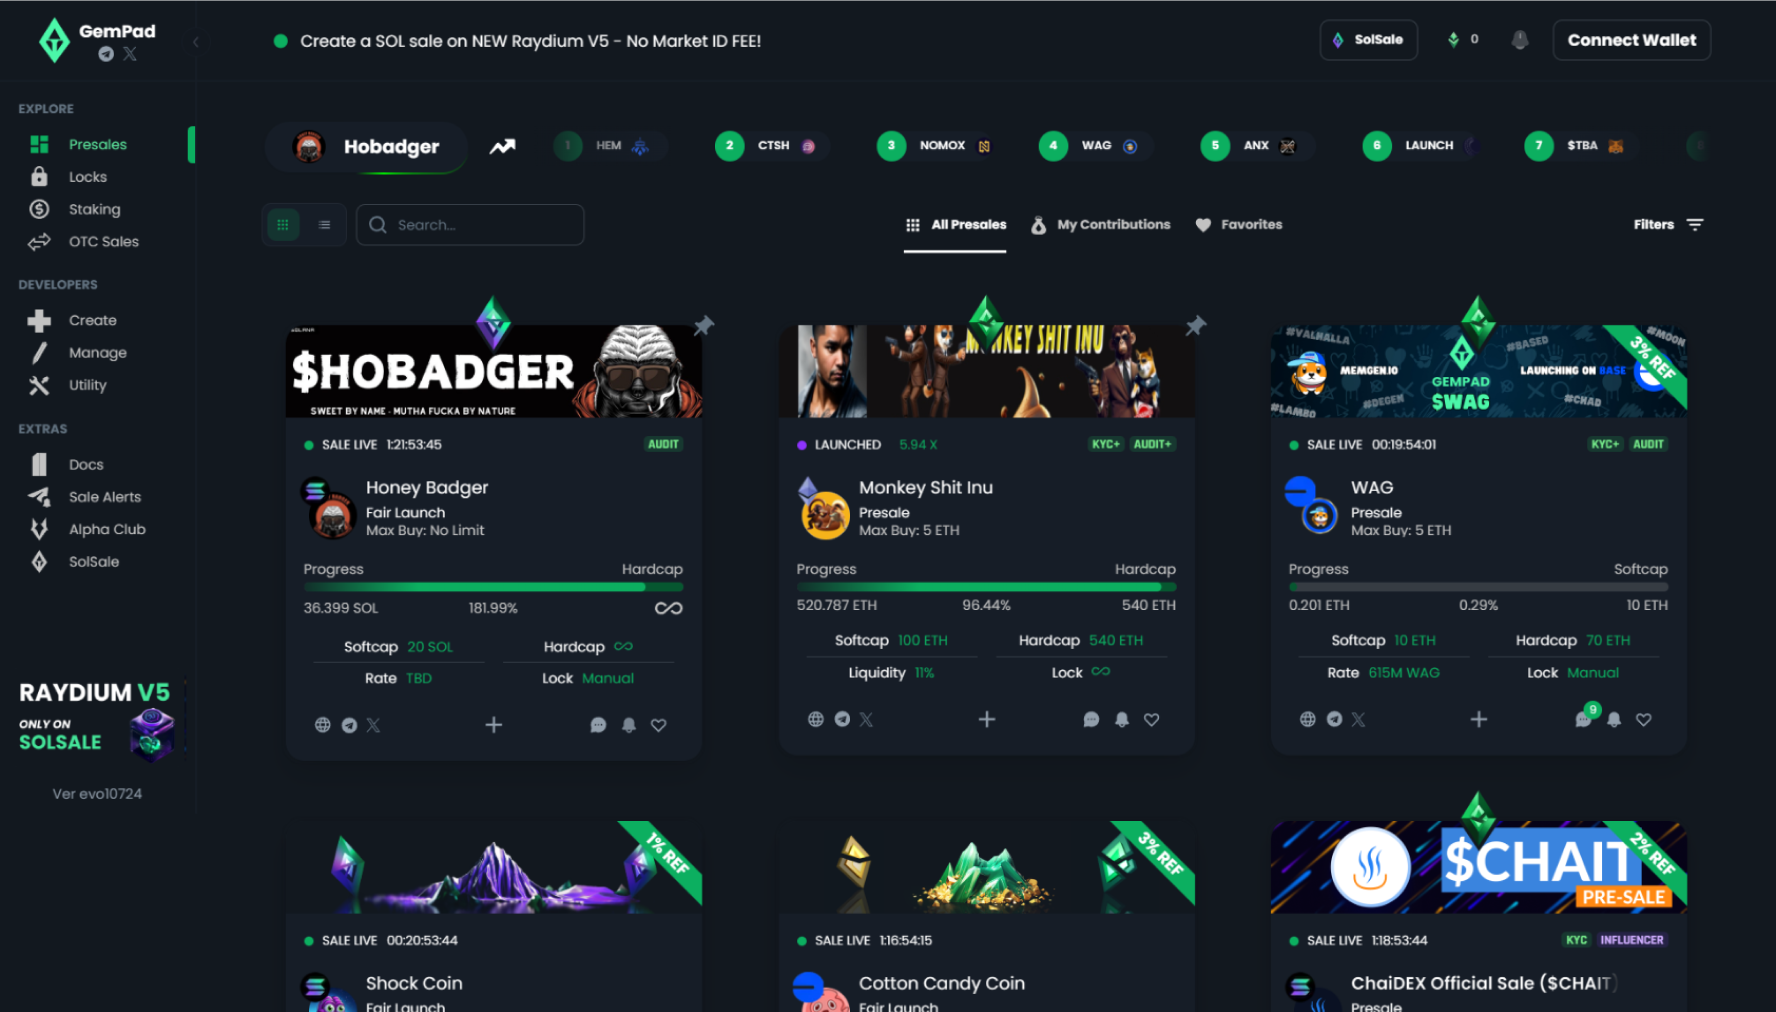 GemPad
Create a SOL sale on NEW Raydium V5 - No Market ID FEE!
SolSale
0
Connect Wallet
EXPLORE
Presales
Locks
Staking
OTC Sales
DEVELOPERS
Create
Manage
Utility
EXTRAS
Docs
Sale Alerts
Alpha Club
SolSale
RAYDIUM V5
ONLY ON
SOLSALE
Ver evo10724
Hobadger
1 HEM
2 CTSH
3 NOMOX
4 WAG
5 ANX
6 LAUNCH
7 $TBA
Search...
All Presales
My Contributions
Favorites
Filters
SOLANA
$HOBADGER
SWEET BY NAME - MUTHA FUCKA BY NATURE
SALE LIVE 1:21:53:45
AUDIT
Honey Badger
Fair Launch
Max Buy: No Limit
Progress Hardcap
36.399 SOL 181.99% ∞
Softcap 20 SOL Hardcap ∞
Rate TBD Lock Manual
MONKEY SHIT INU
LAUNCHED 5.94 X
KYC+ AUDIT+
Monkey Shit Inu
Presale
Max Buy: 5 ETH
Progress Hardcap
520.787 ETH 96.44% 540 ETH
Softcap 100 ETH Hardcap 540 ETH
Liquidity 11% Lock ∞
#VALHALLA
#BASED
#MOON
3% REF
MEMGEN.IO
LAUNCHING ON BASE
GEMPAD
$WAG
#LAMBO
#DEGEN
#CHAD
SALE LIVE 00:19:54:01
KYC+ AUDIT
WAG
Presale
Max Buy: 5 ETH
Progress Softcap
0.201 ETH 0.29% 10 ETH
Softcap 10 ETH Hardcap 70 ETH
Rate 615M WAG Lock Manual
9
1% REF
SALE LIVE 00:20:53:44
Shock Coin
Fair Launch
3% REF
SALE LIVE 1:16:54:15
Cotton Candy Coin
Fair Launch
2% REF
$CHAIT
PRE-SALE
SALE LIVE 1:18:53:44
KYC INFLUENCER
ChaiDEX Official Sale ($CHAIT)
Presale